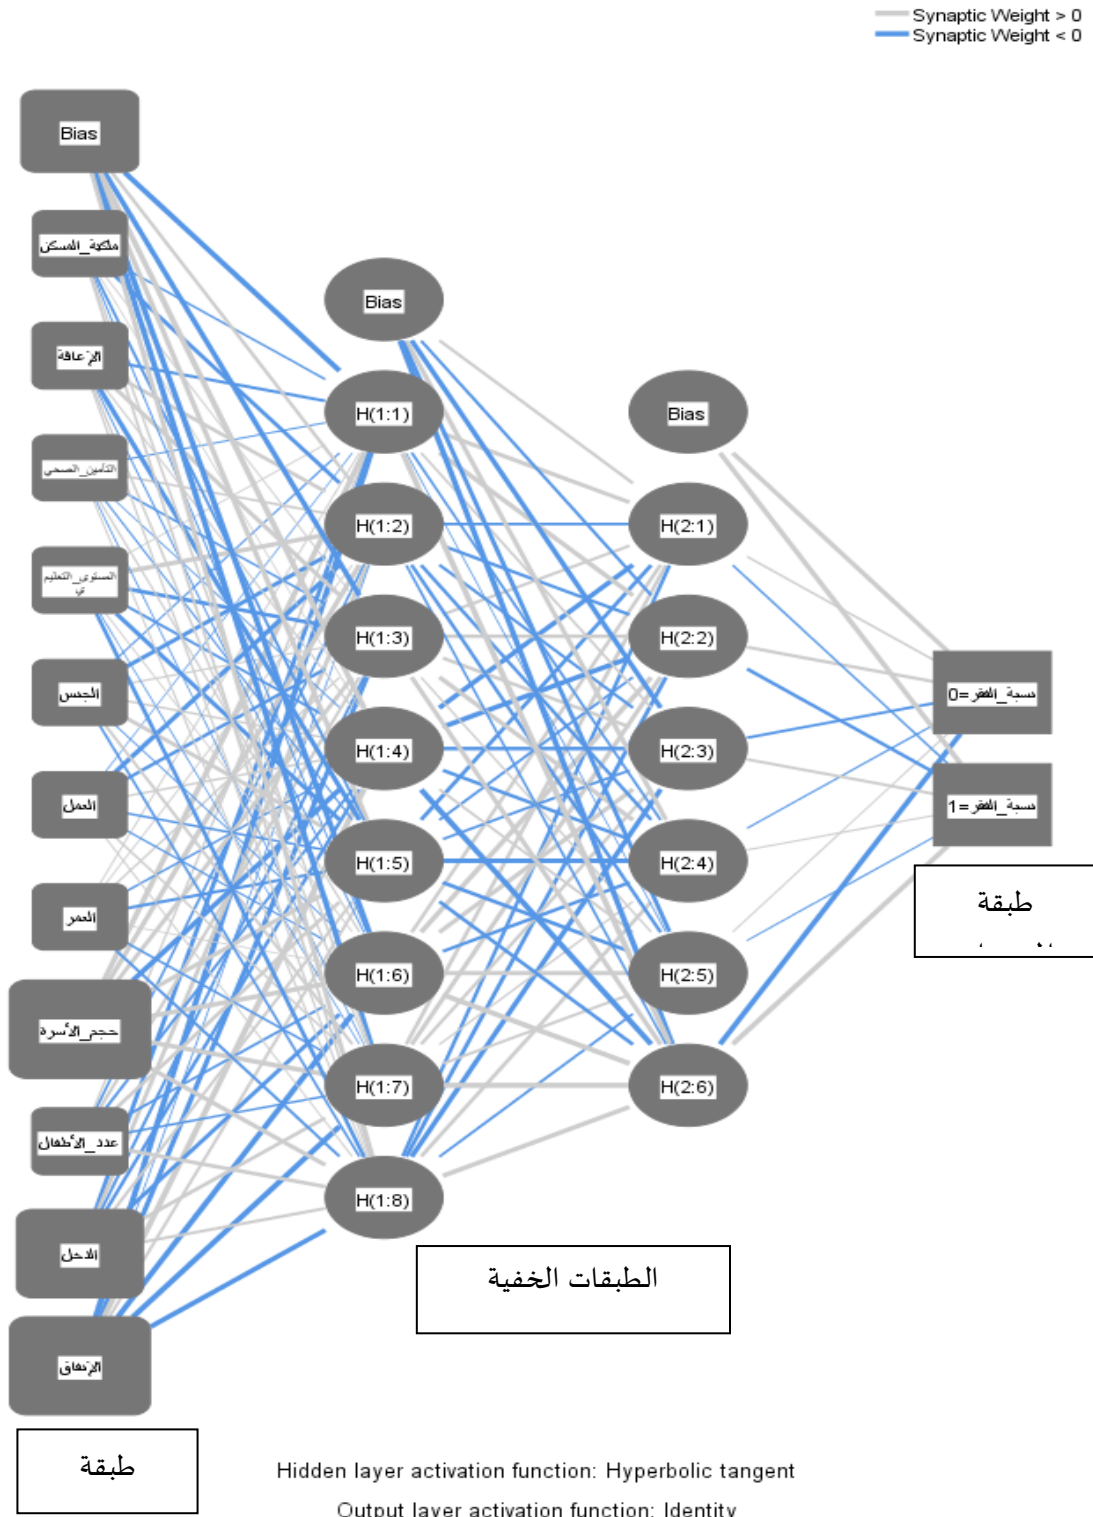 Synaptic Weight > 0
Synaptic Weight < 0
Bias
ملكية_المسكن
الإعاقة
التأمين_الصحي
المستوى_التعليم
ي
الجنس
العمل
العمر
حجم_الأسرة
عدد_الأطفال
الدخل
الإنفاق
طبقة
Bias
H(1:1)
H(1:2)
H(1:3)
H(1:4)
H(1:5)
H(1:6)
H(1:7)
H(1:8)
الطبقات الخفية
Bias
H(2:1)
H(2:2)
H(2:3)
H(2:4)
H(2:5)
H(2:6)
نسبة_الفقر=0
نسبة_الفقر=1
طبقة
Hidden layer activation function: Hyperbolic tangent
Output layer activation function: Identity